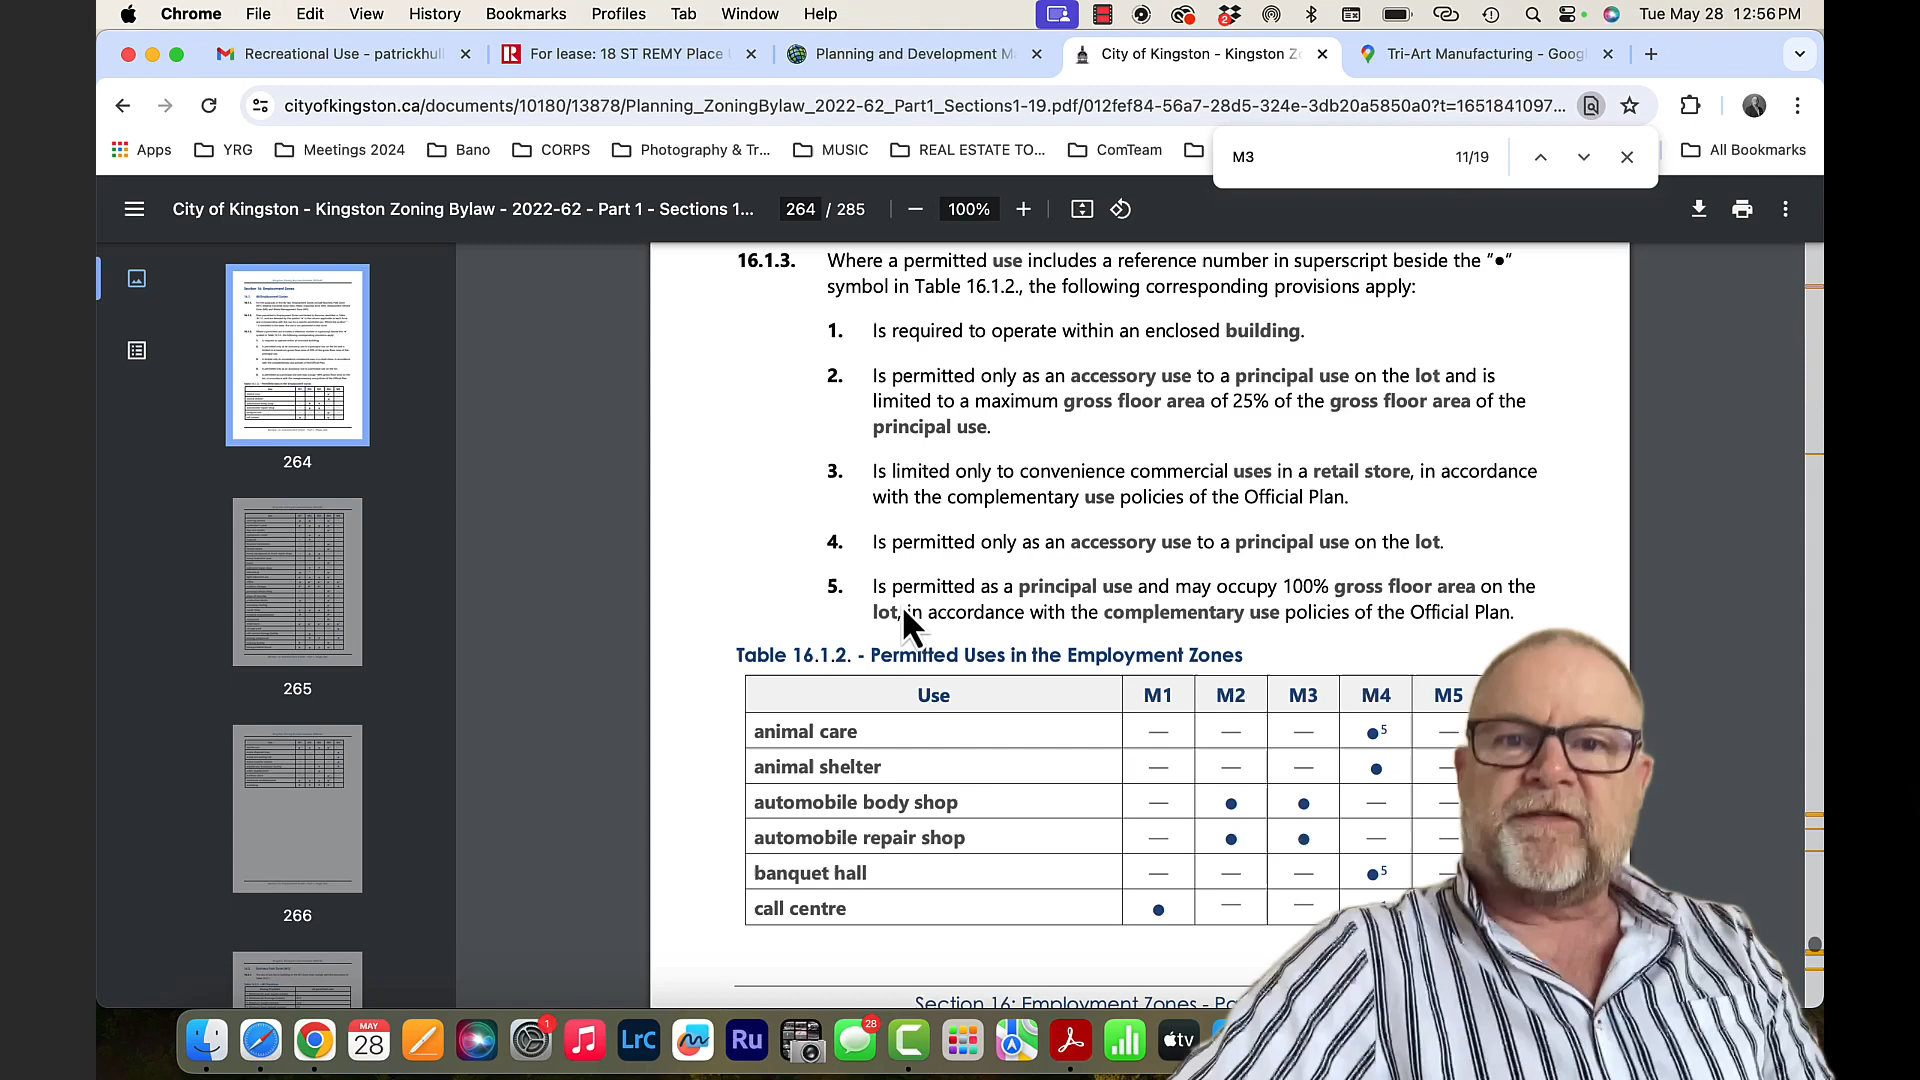 Chrome File Edit View History Bookmarks Profiles Tab Window Help
2
Tue May 28 12:56 PM
Recreational Use - patrickhull
For lease: 18 ST REMY Place
Planning and Development M
City of Kingston - Kingston Zo
Tri-Art Manufacturing - Goog
cityofkingston.ca/documents/10180/13878/Planning_ZoningBylaw_2022-62_Part1_Sections1-19.pdf/012fef84-56a7-28d5-324e-3db20a5850a0?t=1651841097...
Apps YRG Meetings 2024 Bano CORPS Photography & Tr... MUSIC REAL ESTATE TO... ComTeam All Bookmarks
M3 11/19
City of Kingston - Kingston Zoning Bylaw - 2022-62 - Part 1 - Sections 1... 264 / 285 100%
16.1.3. Where a permitted use includes a reference number in superscript beside the "●"
symbol in Table 16.1.2., the following corresponding provisions apply:
1. Is required to operate within an enclosed building.
2. Is permitted only as an accessory use to a principal use on the lot and is
limited to a maximum gross floor area of 25% of the gross floor area of the
principal use.
3. Is limited only to convenience commercial uses in a retail store, in accordance
with the complementary use policies of the Official Plan.
4. Is permitted only as an accessory use to a principal use on the lot.
5. Is permitted as a principal use and may occupy 100% gross floor area on the
lot, in accordance with the complementary use policies of the Official Plan.
Table 16.1.2. - Permitted Uses in the Employment Zones
Use M1 M2 M3 M4 M5
animal care — — — ●5 —
animal shelter — — — ● —
automobile body shop — ● ● — —
automobile repair shop — ● ● — —
banquet hall — — — ●5
call centre ● — —
Section 16: Employment Zones - Pa
264
265
266
MAY
28
1
LrC
Ru
28
tv